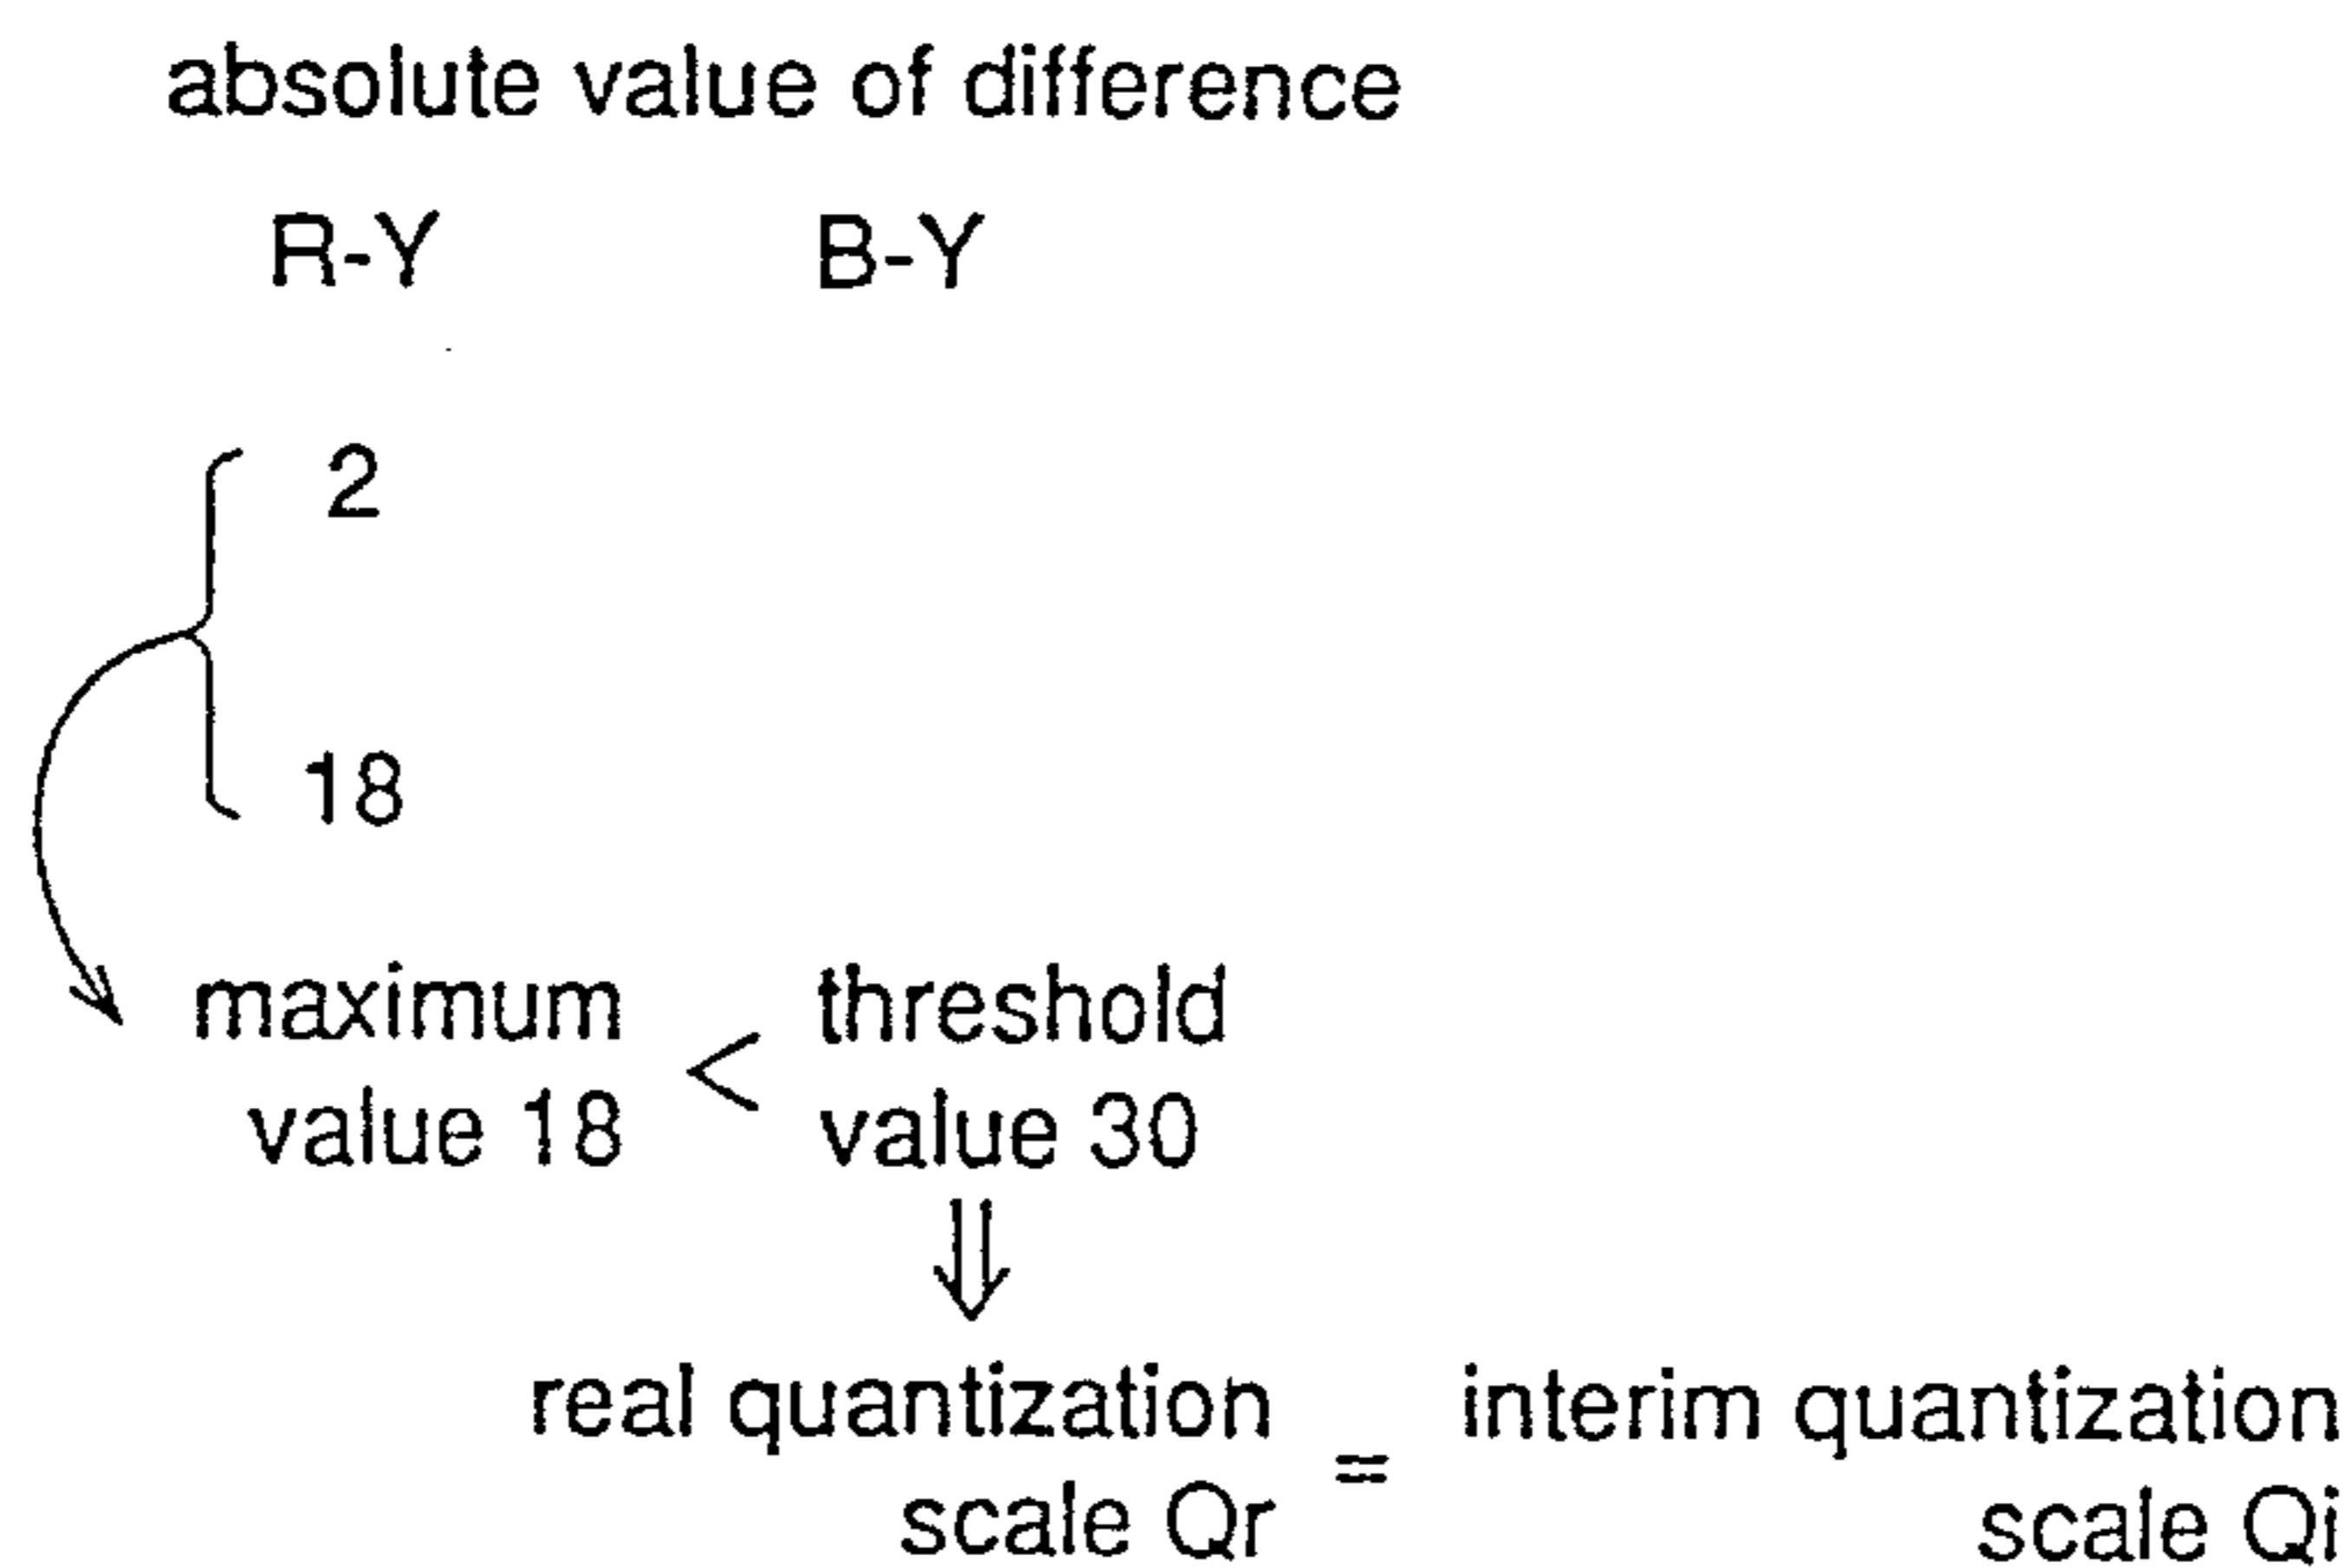 absolute value of difference
R-Y B-Y
2
18
maximum < threshold
value 18 value 30
⇓
real quantization = interim quantization
scale Qr scale Qi